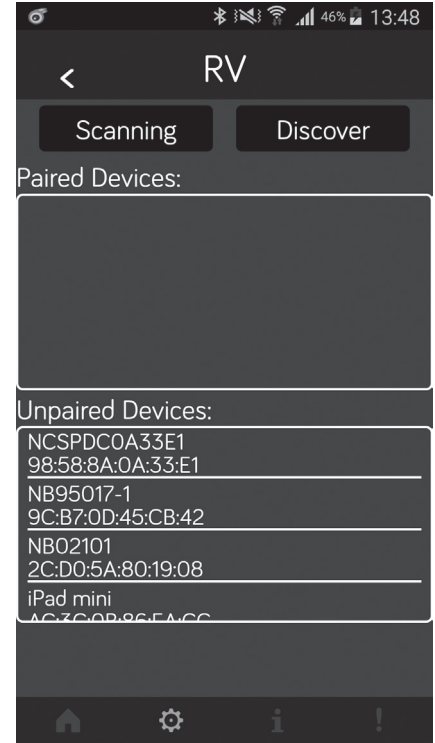 46% 13:48
RV
Scanning Discover
Paired Devices:
Unpaired Devices:
NCSPDC0A33E1
98:58:8A:0A:33:E1
NB95017-1
9C:B7:0D:45:CB:42
NB02101
2C:D0:5A:80:19:08
iPad mini